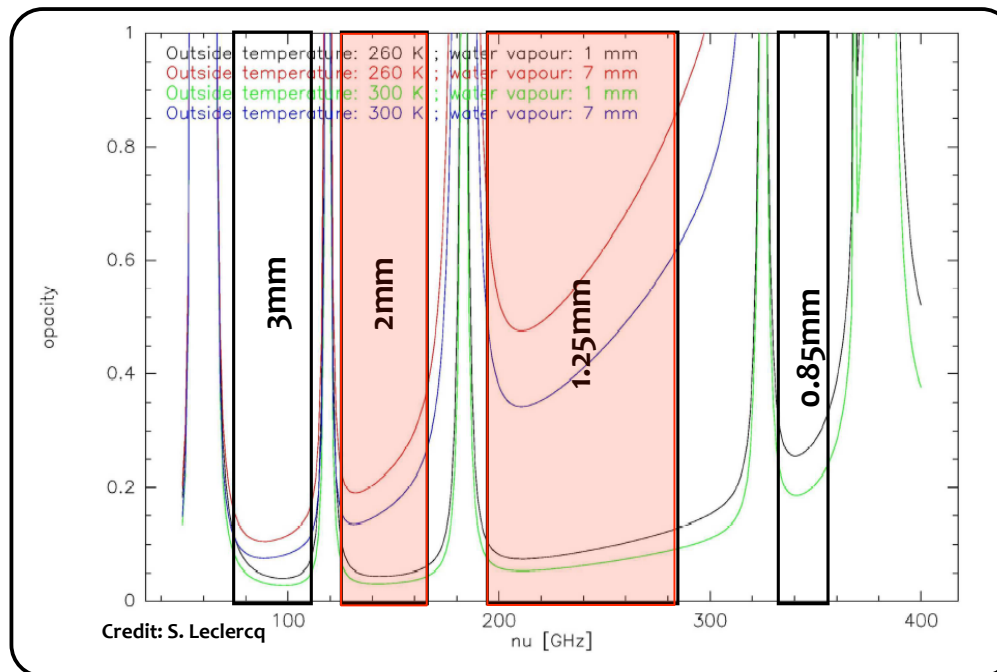 1
Outside temperature: 260 K ; water vapour: 1 mm
Outside temperature: 260 K ; water vapour: 7 mm
Outside temperature: 300 K ; water vapour: 1 mm
Outside temperature: 300 K ; water vapour: 7 mm
0.8
0.6
0.4
0.2
0
opacity
3mm
2mm
1.25mm
0.85mm
100
200
300
400
nu [GHz]
Credit: S. Leclercq